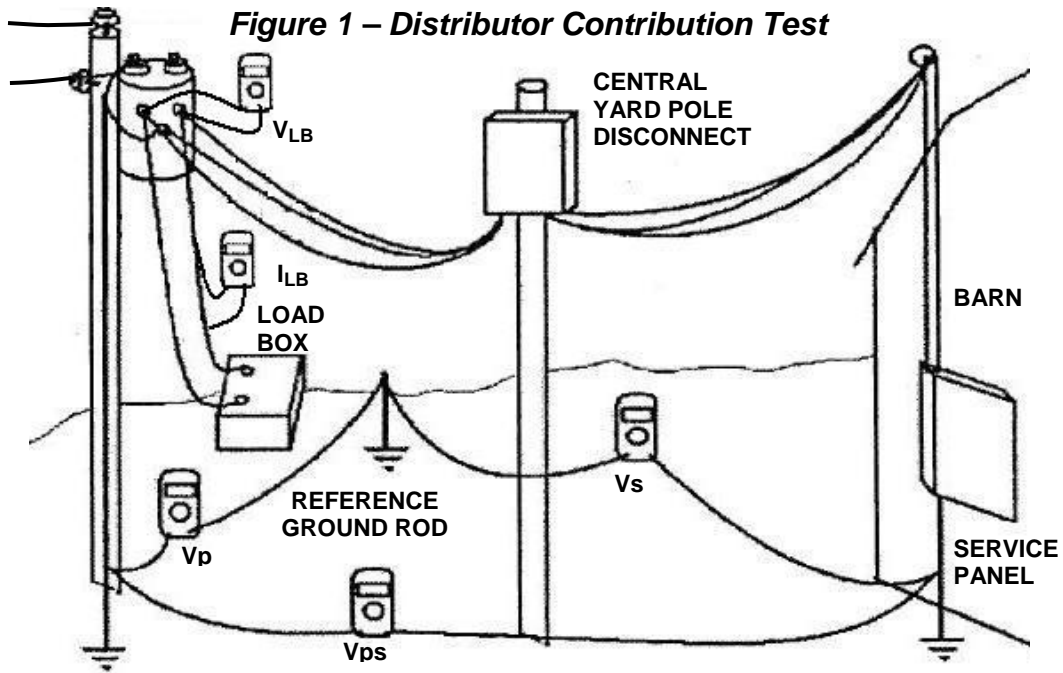 Figure 1 – Distributor Contribution Test
CENTRAL
YARD POLE
DISCONNECT
VLB
ILB
LOAD
BOX
BARN
REFERENCE
GROUND ROD
Vs
Vp
SERVICE
PANEL
Vps